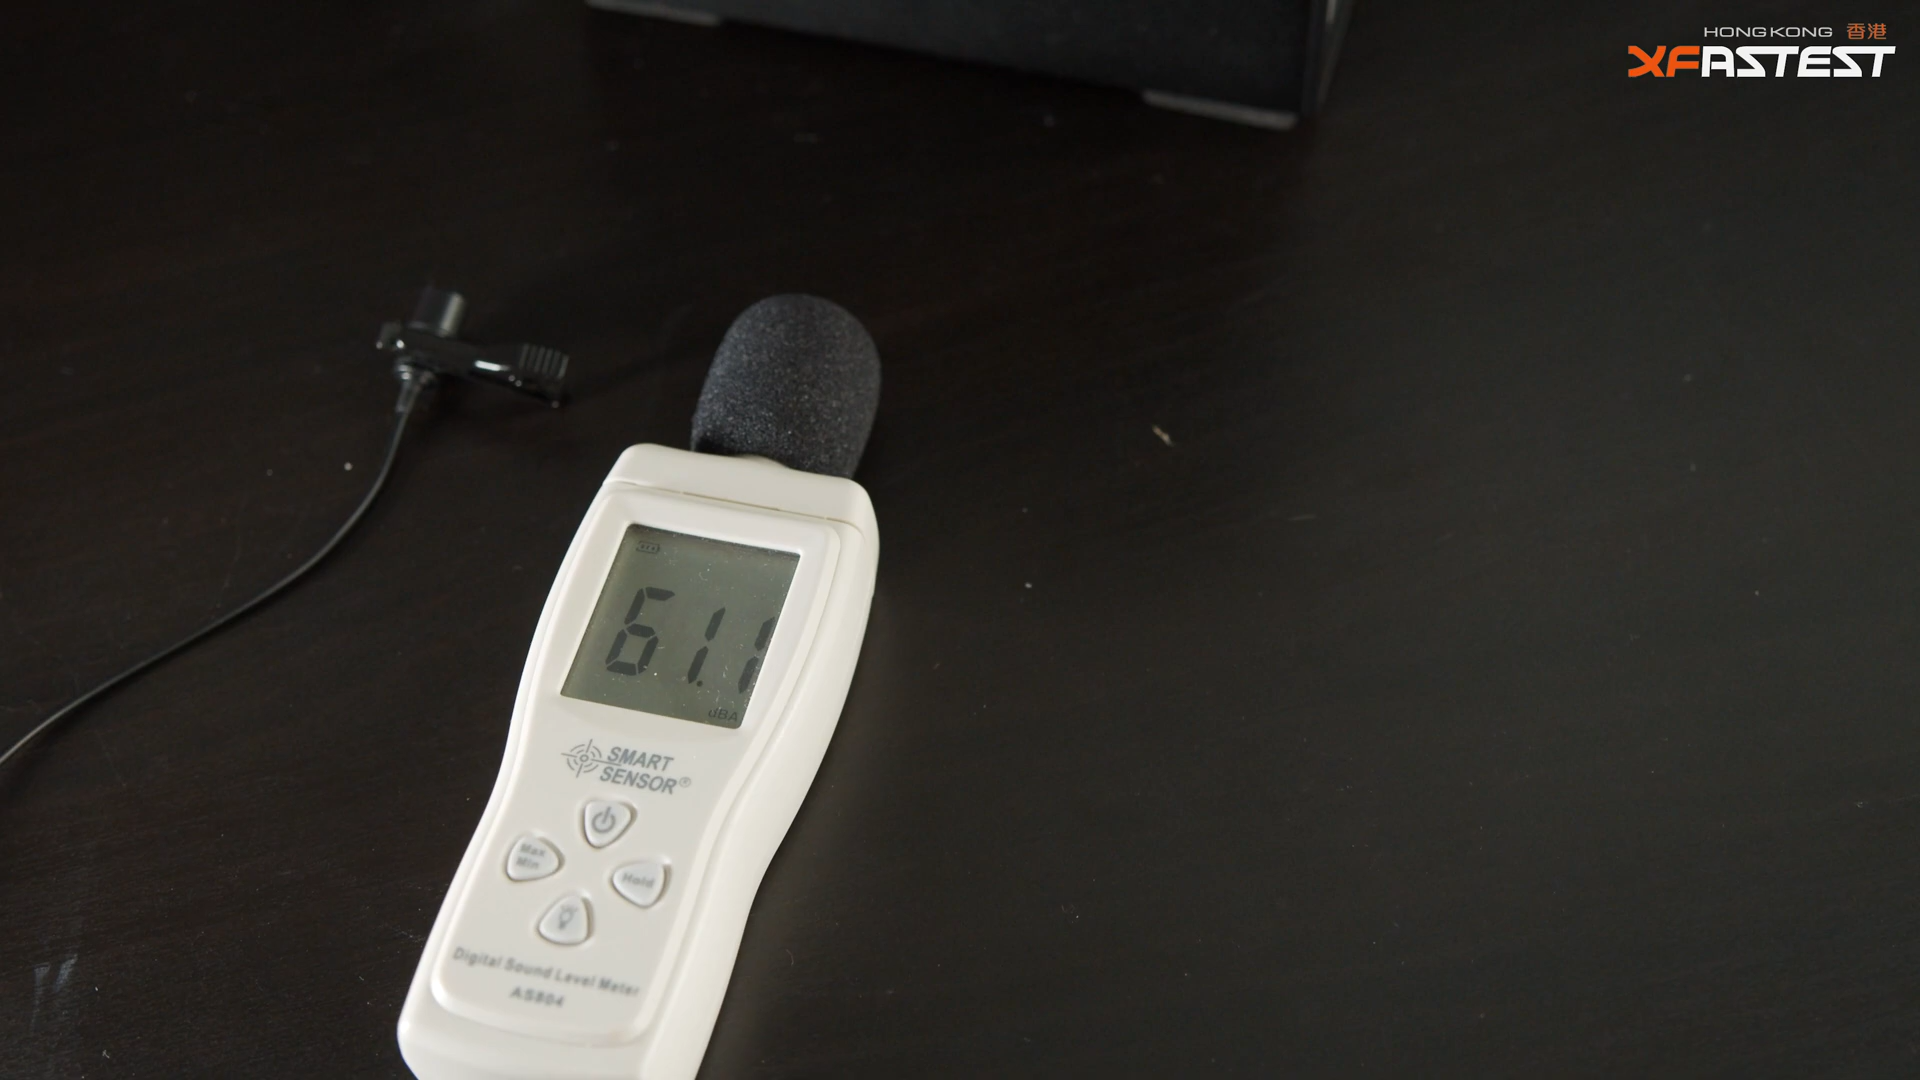 HONG KONG 香港
XFASTEST
61.1
dBA
SMART
SENSOR®
Max
Min
Hold
Digital Sound Level Meter
AS804